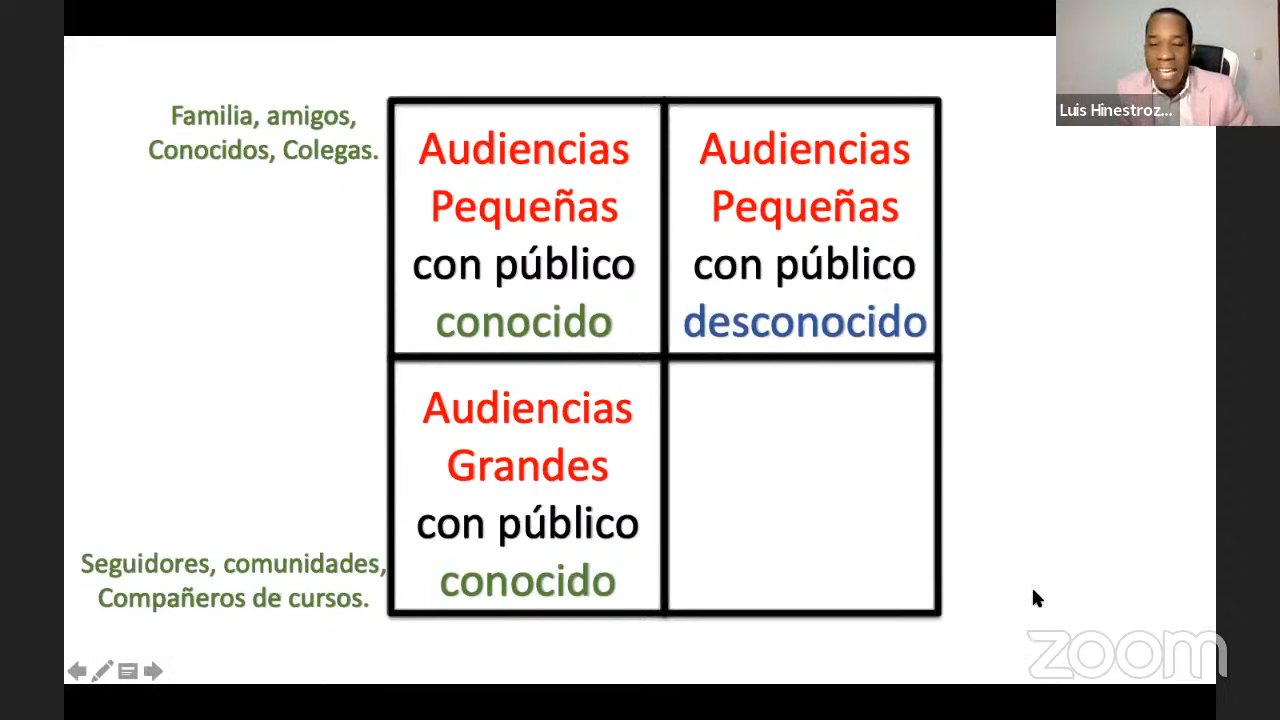 Familia, amigos,
Conocidos, Colegas.
Audiencias
Pequeñas
con público
conocido
Audiencias
Pequeñas
con público
desconocido
Luis Hinestroz...
Audiencias
Grandes
con público
conocido
Seguidores, comunidades,
Compañeros de cursos.
zoom